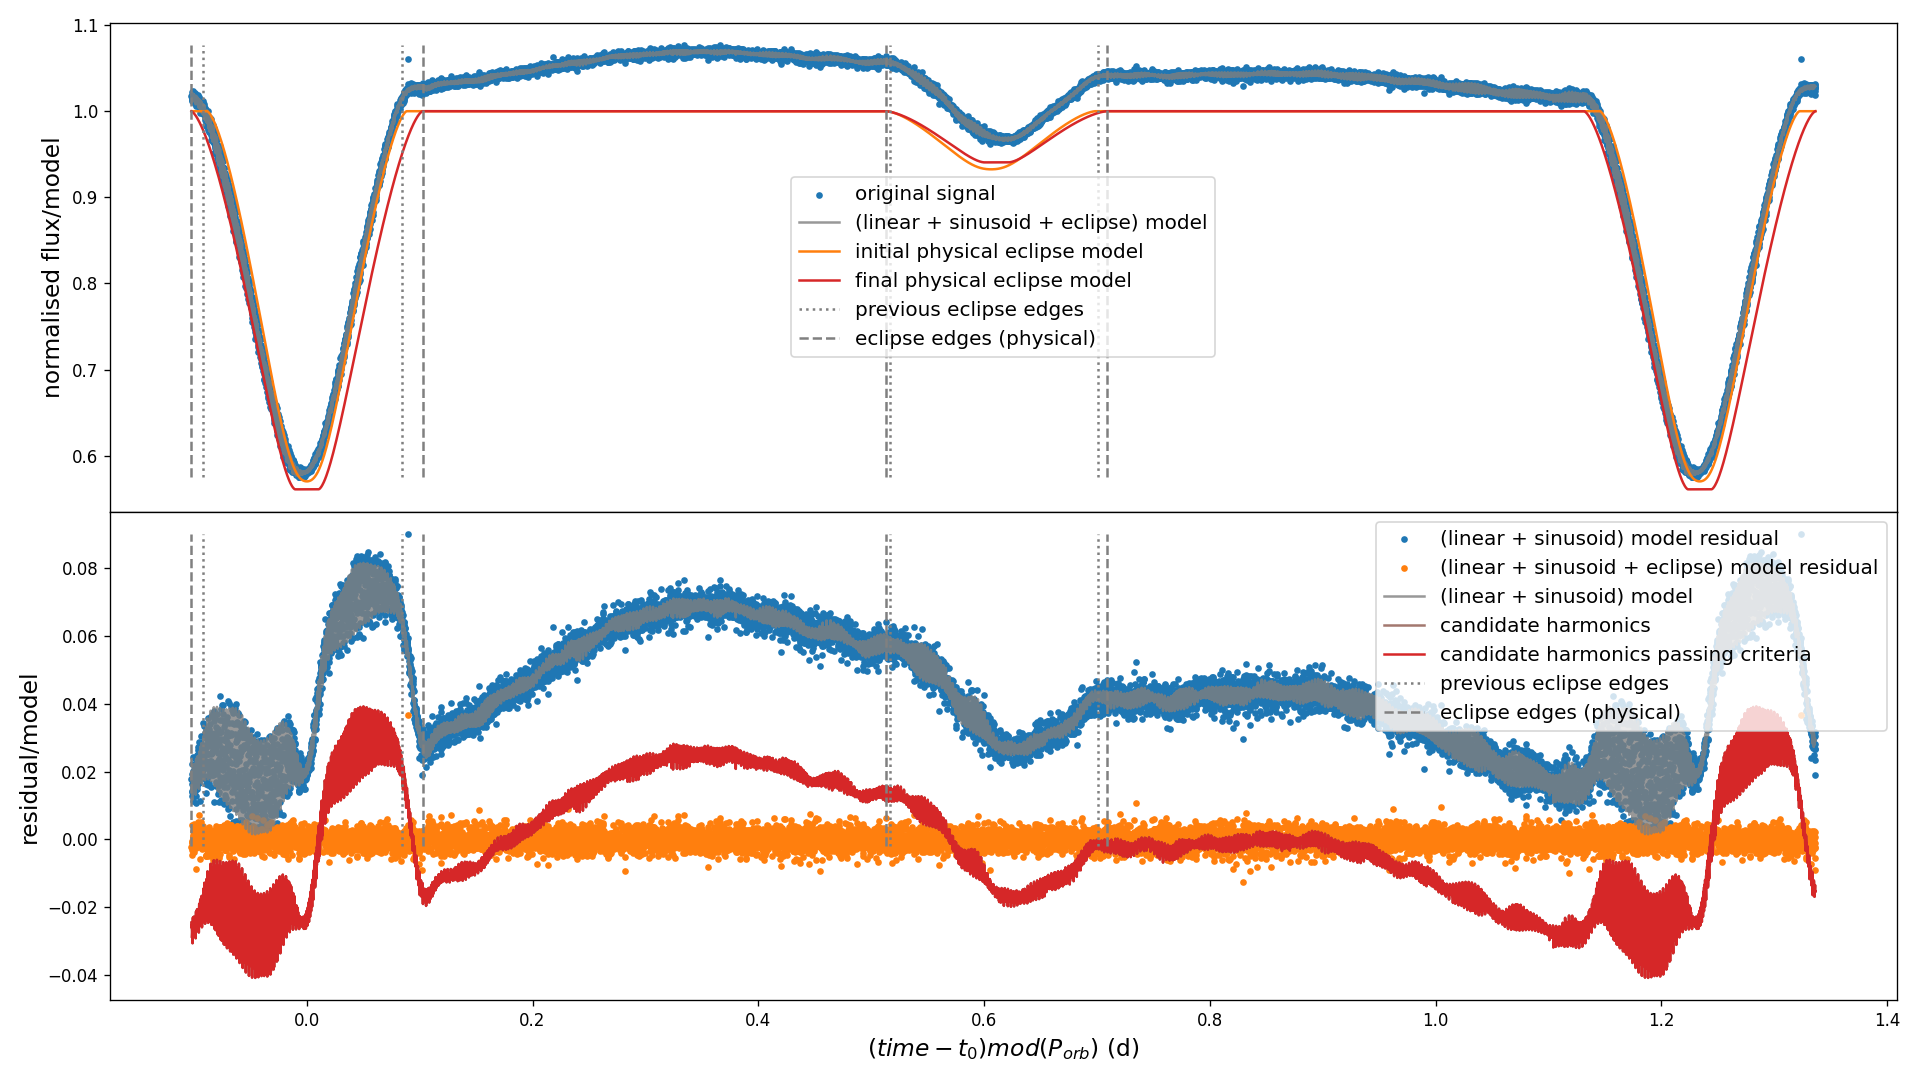 1.1
1.0
0.9
0.8
0.7
0.6
normalised flux/model
original signal
(linear + sinusoid + eclipse) model
initial physical eclipse model
final physical eclipse model
previous eclipse edges
eclipse edges (physical)
0.08
0.06
0.04
0.02
0.00
−0.02
−0.04
residual/model
(linear + sinusoid) model residual
(linear + sinusoid + eclipse) model residual
(linear + sinusoid) model
candidate harmonics
candidate harmonics passing criteria
previous eclipse edges
eclipse edges (physical)
0.0 0.2 0.4 0.6 0.8 1.0 1.2 1.4
(time − t₀)mod(P_orb) (d)